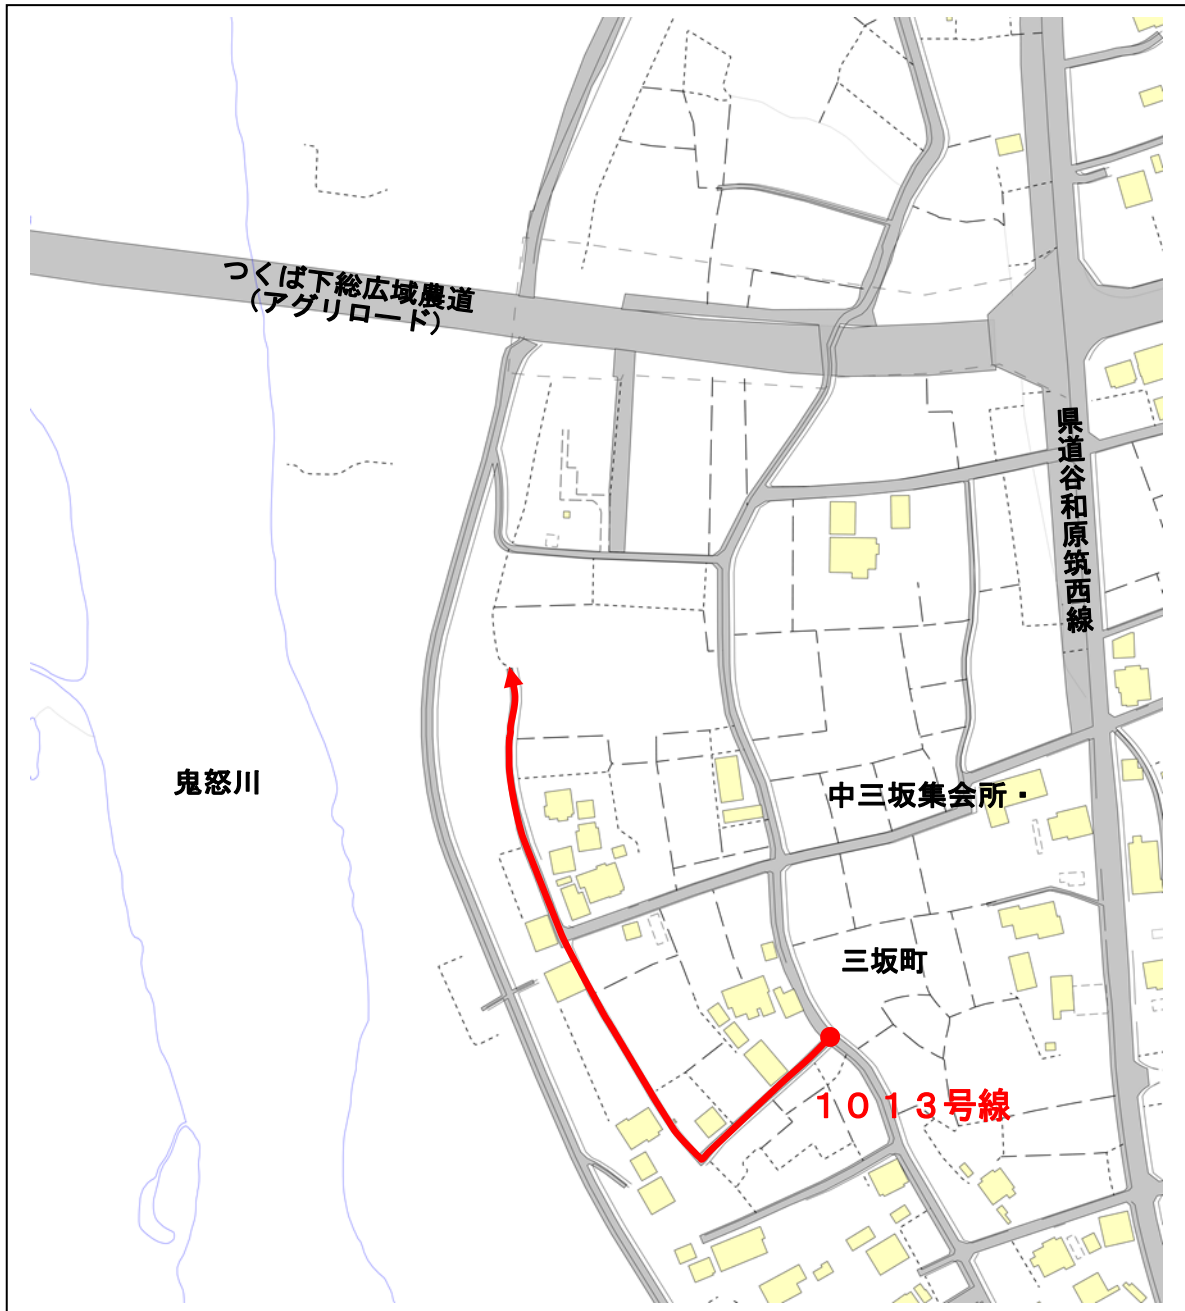 つくば下総広域農道
（アグリロード）
県道谷和原筑西線
鬼怒川
中三坂集会所・
三坂町
１０１３号線